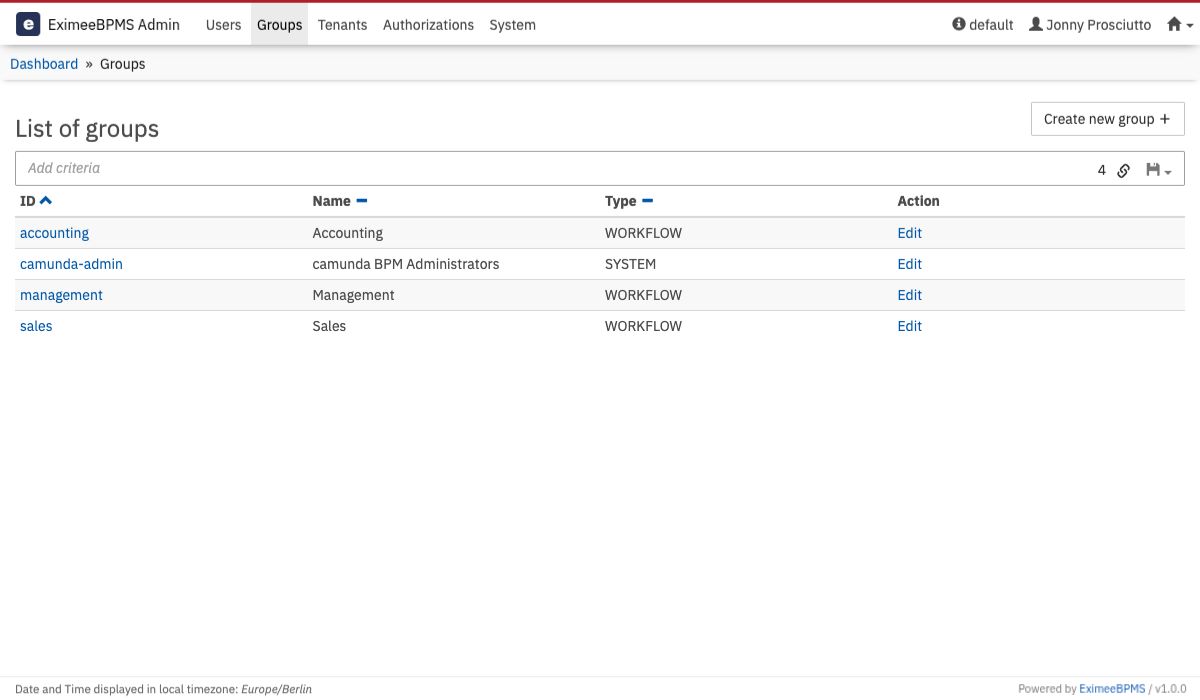 e EximeeBPMS Admin Users Groups Tenants Authorizations System default Jonny Prosciutto
Dashboard » Groups
List of groups
Create new group +
Add criteria 4
ID Name Type Action
accounting Accounting WORKFLOW Edit
camunda-admin camunda BPM Administrators SYSTEM Edit
management Management WORKFLOW Edit
sales Sales WORKFLOW Edit
Date and Time displayed in local timezone: Europe/Berlin
Powered by EximeeBPMS / v1.0.0